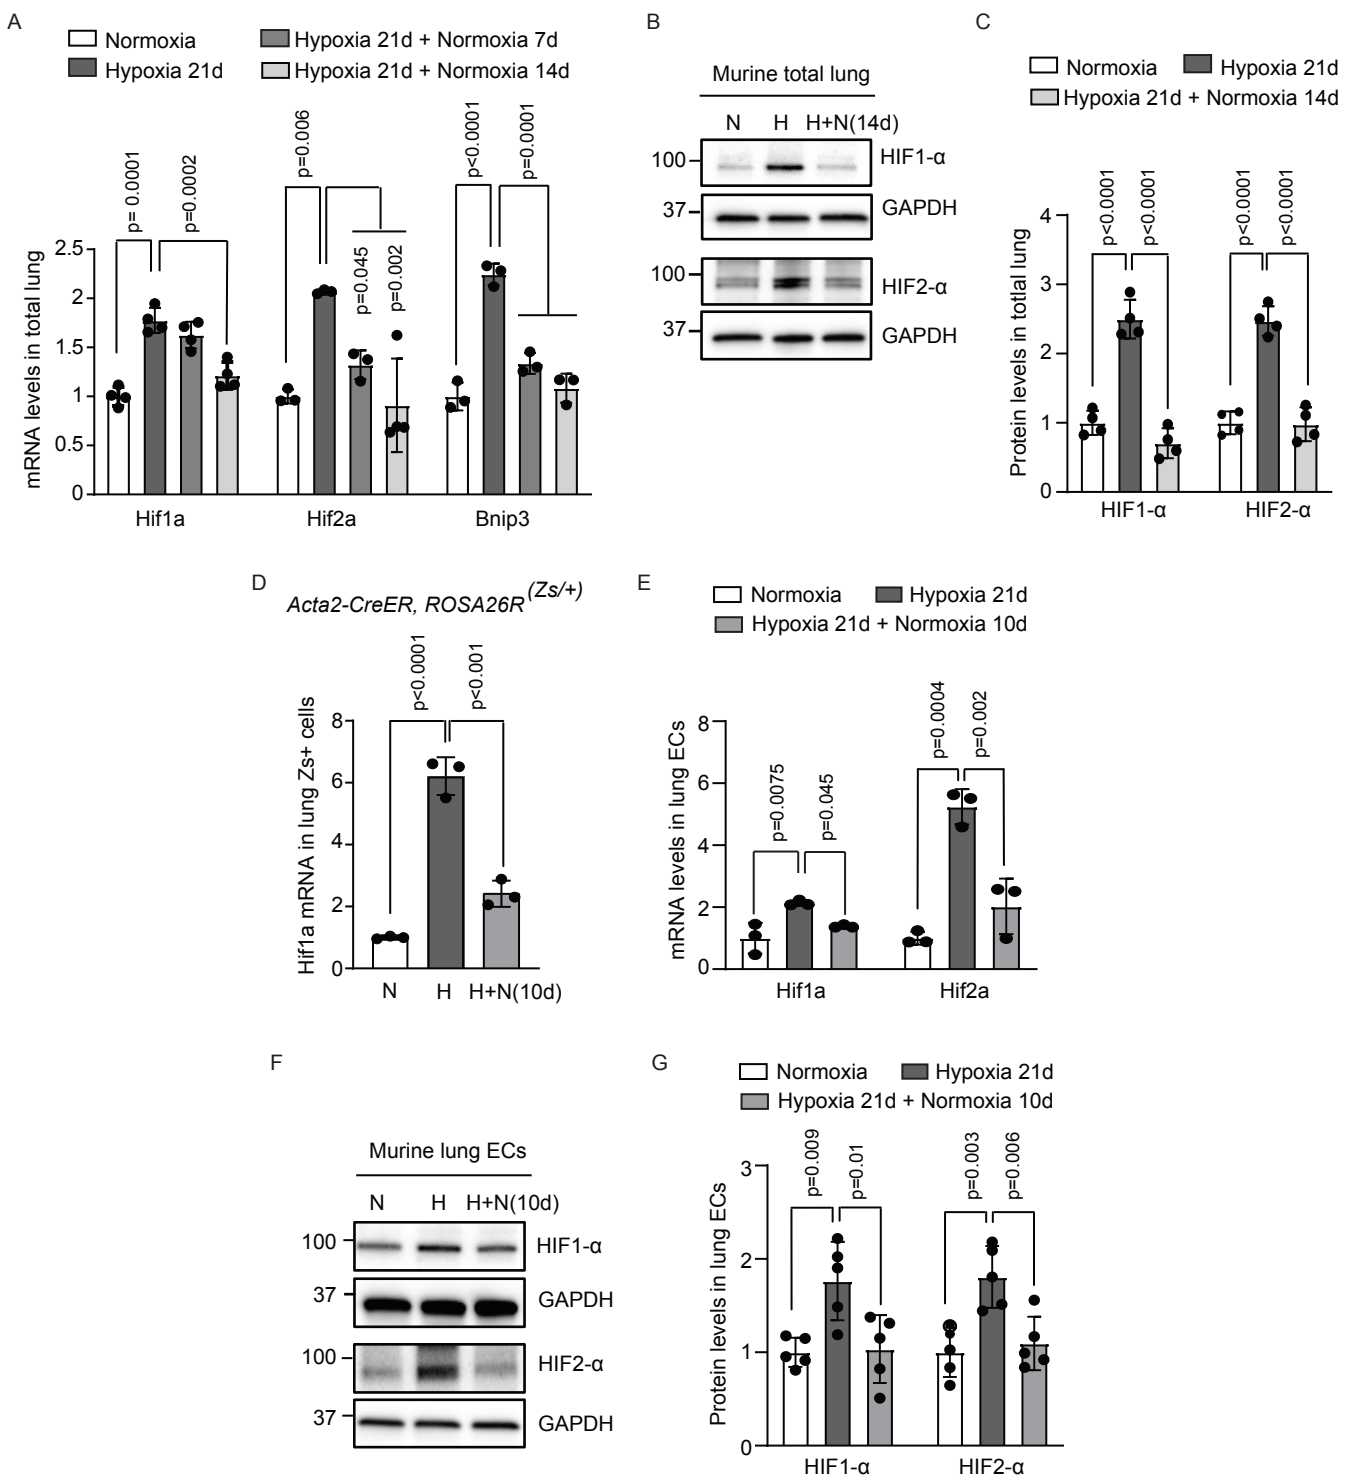 A
Normoxia
Hypoxia 21d + Normoxia 7d
Hypoxia 21d
Hypoxia 21d + Normoxia 14d
mRNA levels in total lung
2.5
2
1.5
1
0.5
0
p= 0.0001
p=0.0002
p=0.006
p=0.045
p=0.002
p<0.0001
p=0.0001
Hif1a
Hif2a
Bnip3
B
Murine total lung
N H H+N(14d)
100
HIF1-α
37
GAPDH
100
HIF2-α
37
GAPDH
C
Normoxia
Hypoxia 21d
Hypoxia 21d + Normoxia 14d
Protein levels in totlal lung
4
3
2
1
0
p<0.0001
p<0.0001
p<0.0001
p<0.0001
HIF1-α
HIF2-α
D
Acta2-CreER, ROSA26R(Zs/+)
Hif1a mRNA in lung Zs+ cells
8
6
4
2
0
p<0.0001
p<0.001
N H H+N(10d)
E
Normoxia
Hypoxia 21d
Hypoxia 21d + Normoxia 10d
mRNA levels in lung ECs
8
6
4
2
0
p=0.0075
p=0.045
p=0.0004
p=0.002
Hif1a
Hif2a
F
Murine lung ECs
N H H+N(10d)
100
HIF1-α
37
GAPDH
100
HIF2-α
37
GAPDH
G
Normoxia
Hypoxia 21d
Hypoxia 21d + Normoxia 10d
Protein levels in lung ECs
3
2
1
0
p=0.009
p=0.01
p=0.003
p=0.006
HIF1-α
HIF2-α